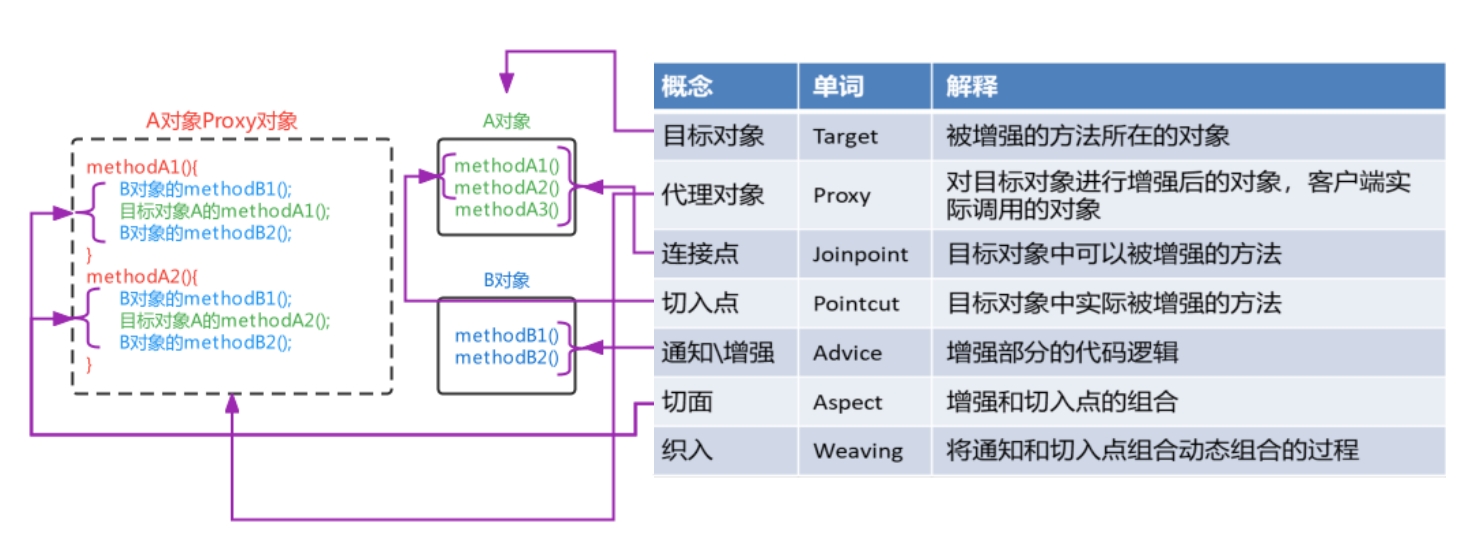 A对象Proxy对象
methodA1(){
B对象的methodB1();
目标对象A的methodA1();
B对象的methodB2();
}
methodA2(){
B对象的methodB1();
目标对象A的methodA2();
B对象的methodB2();
}
A对象
methodA1()
methodA2()
methodA3()
B对象
methodB1()
methodB2()
概念 单词 解释
目标对象 Target 被增强的方法所在的对象
代理对象 Proxy 对目标对象进行增强后的对象，客户端实
际调用的对象
连接点 Joinpoint 目标对象中可以被增强的方法
切入点 Pointcut 目标对象中实际被增强的方法
通知\增强 Advice 增强部分的代码逻辑
切面 Aspect 增强和切入点的组合
织入 Weaving 将通知和切入点组合动态组合的过程